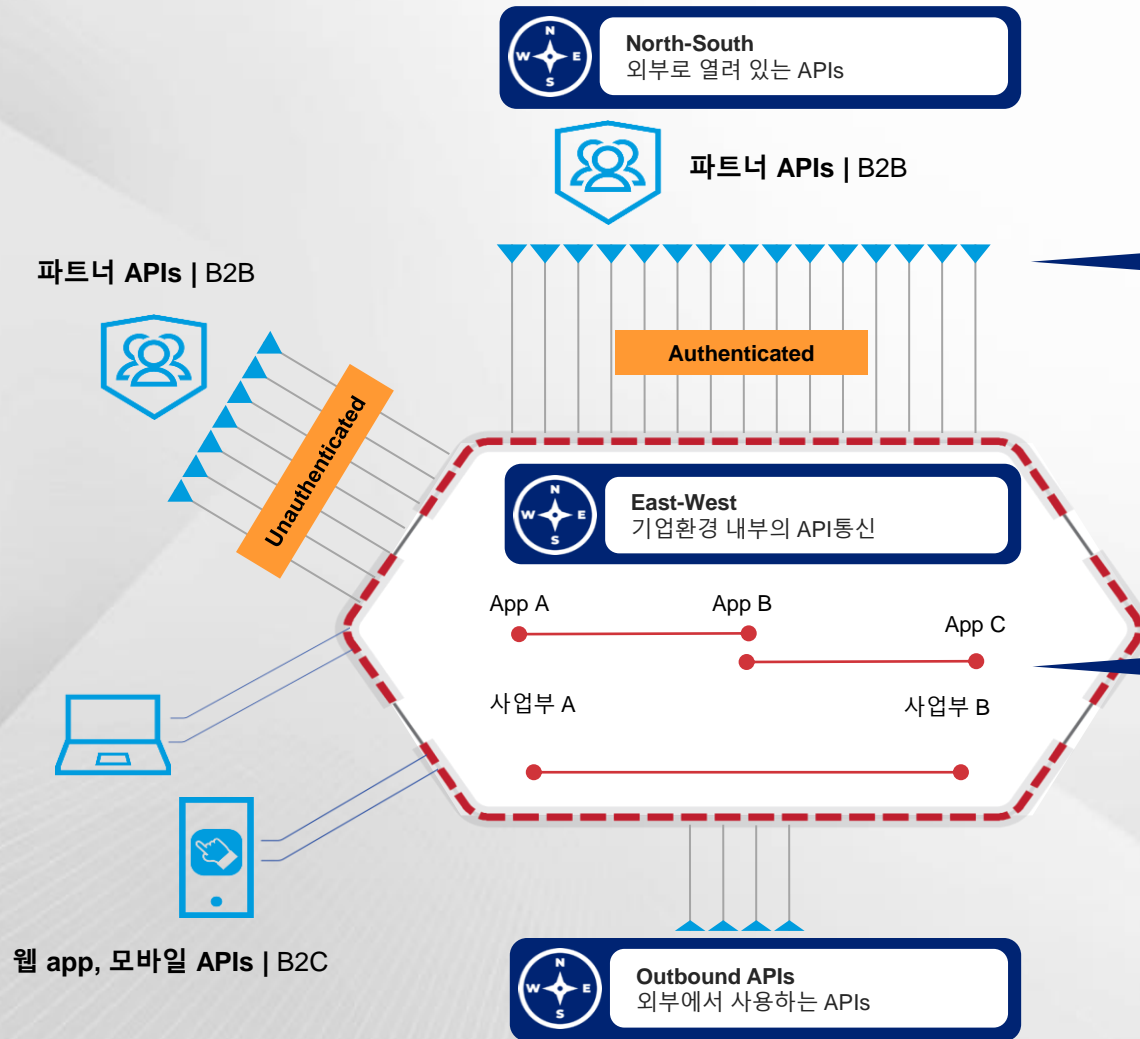 North-South
외부로 열려 있는 APIs
파트너 APIs | B2B
파트너 APIs | B2B
Authenticated
Unauthenticated
East-West
기업환경 내부의 API통신
App A
App B
App C
사업부 A
사업부 B
웹 app, 모바일 APIs | B2C
Outbound APIs
외부에서 사용하는 APIs
N
W E
S
N
W E
S
N
W E
S